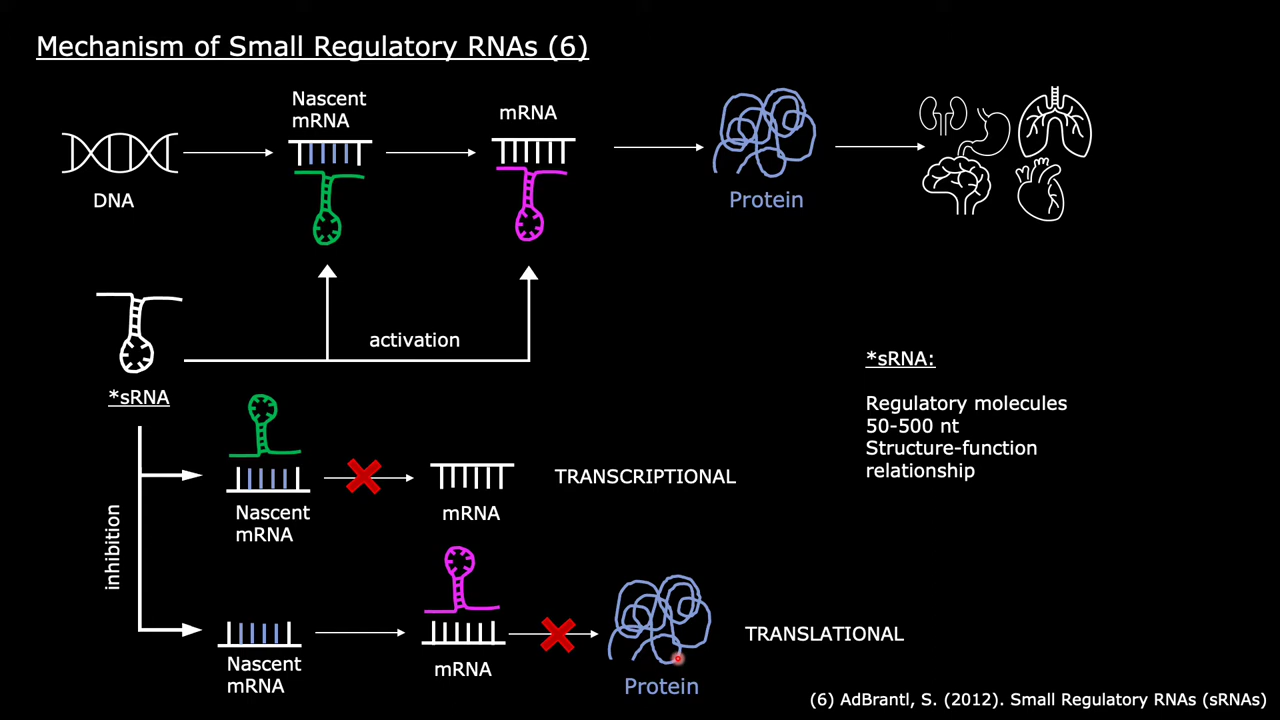 Mechanism of Small Regulatory RNAs (6)
Nascent
mRNA
mRNA
DNA
Protein
activation
*sRNA
*sRNA:
Regulatory molecules
50-500 nt
Structure-function
relationship
inhibition
Nascent
mRNA
mRNA
TRANSCRIPTIONAL
Nascent
mRNA
mRNA
Protein
TRANSLATIONAL
(6) AdBrantl, S. (2012). Small Regulatory RNAs (sRNAs)